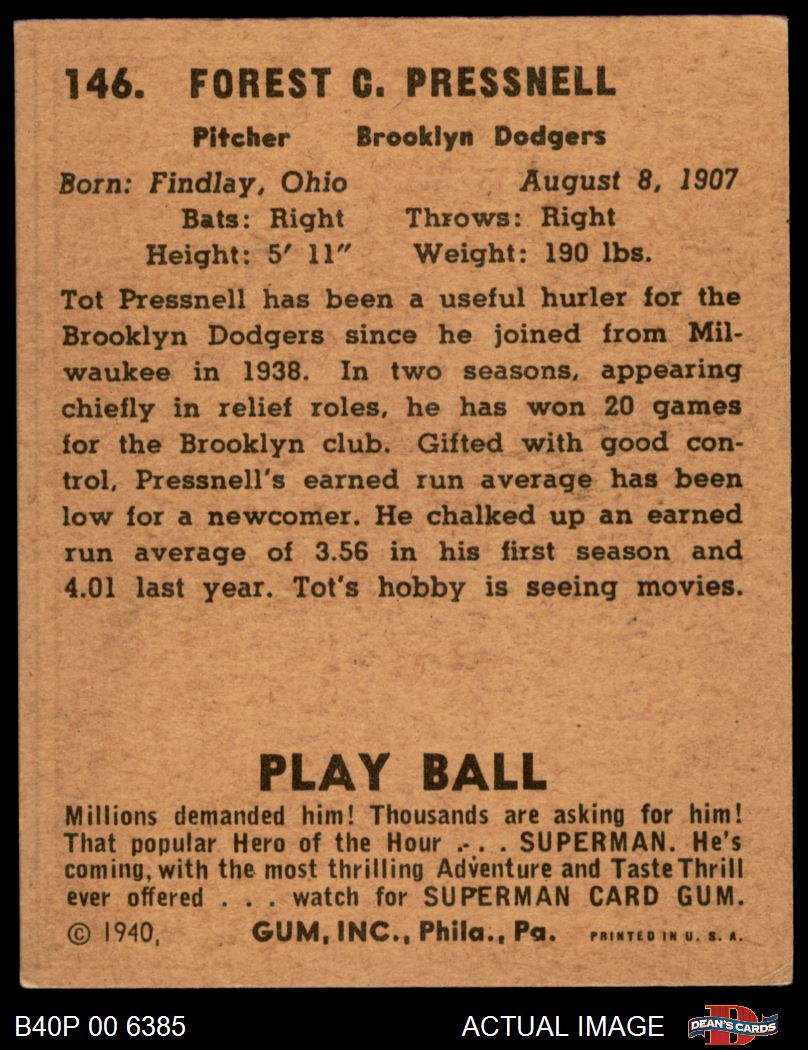 146. FOREST C. PRESSNELL
Pitcher Brooklyn Dodgers
Born: Findlay, Ohio August 8, 1907
Bats: Right Throws: Right
Height: 5′ 11″ Weight: 190 lbs.
Tot Pressnell has been a useful hurler for the
Brooklyn Dodgers since he joined from Mil-
waukee in 1938. In two seasons, appearing
chiefly in relief roles, he has won 20 games
for the Brooklyn club. Gifted with good con-
trol, Pressnell's earned run average has been
low for a newcomer. He chalked up an earned
run average of 3.56 in his first season and
4.01 last year. Tot's hobby is seeing movies.
PLAY BALL
Millions demanded him! Thousands are asking for him!
That popular Hero of the Hour . . . SUPERMAN. He's
coming, with the most thrilling Adventure and Taste Thrill
ever offered . . . watch for SUPERMAN CARD GUM.
© 1940, GUM, INC., Phila., Pa. PRINTED IN U. S. A.
B40P 00 6385 ACTUAL IMAGE DEAN'S CARDS